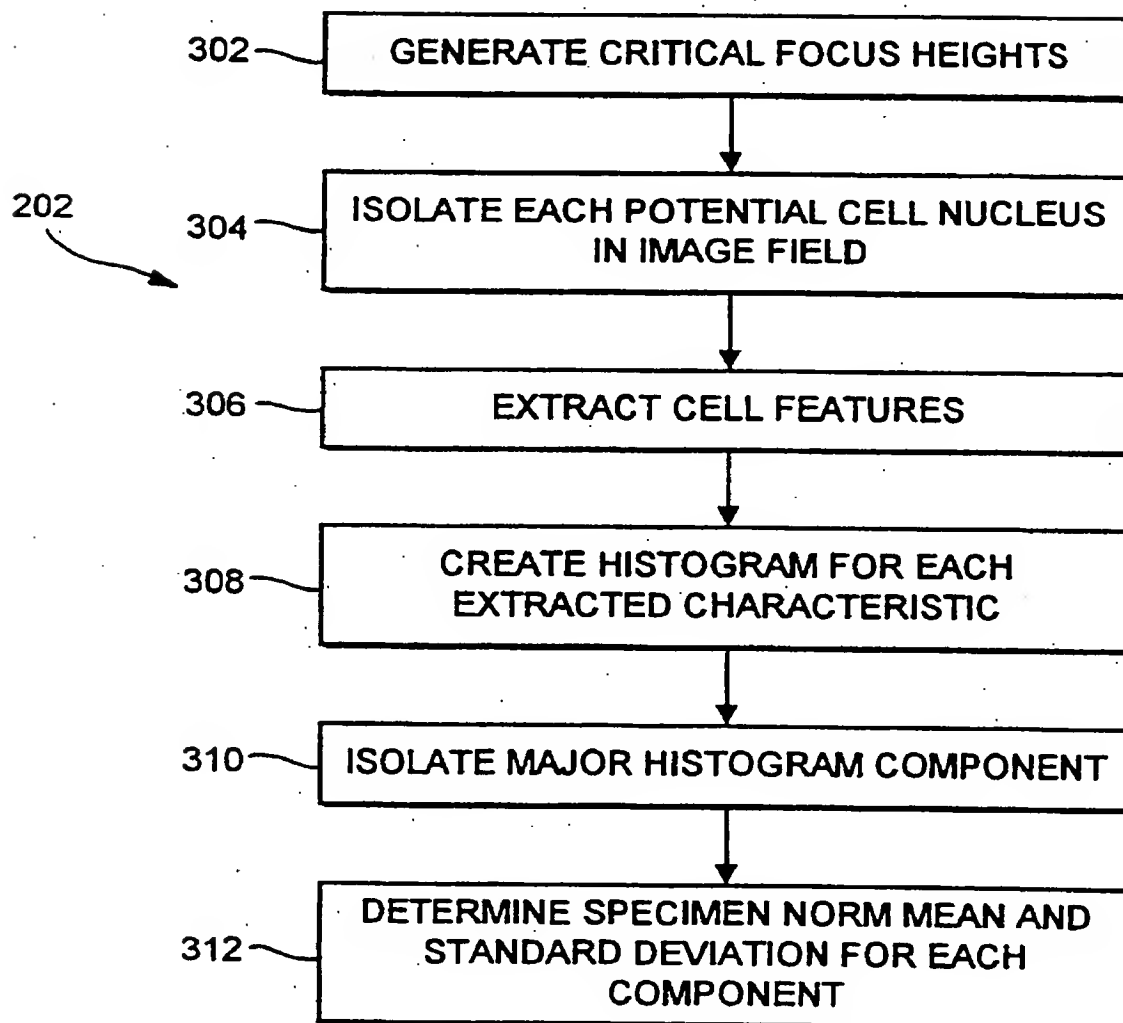 302
GENERATE CRITICAL FOCUS HEIGHTS
202
304
ISOLATE EACH POTENTIAL CELL NUCLEUS
IN IMAGE FIELD
306
EXTRACT CELL FEATURES
308
CREATE HISTOGRAM FOR EACH
EXTRACTED CHARACTERISTIC
310
ISOLATE MAJOR HISTOGRAM COMPONENT
312
DETERMINE SPECIMEN NORM MEAN AND
STANDARD DEVIATION FOR EACH
COMPONENT